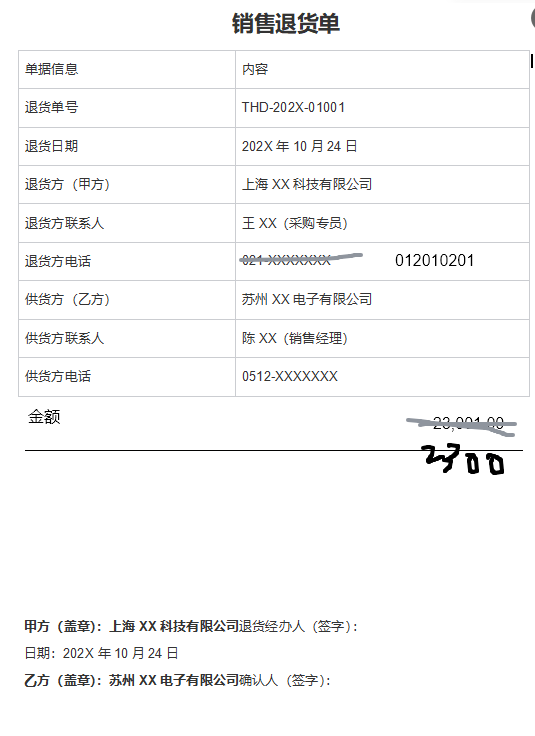 销售退货单
单据信息 内容
退货单号 THD-202X-01001
退货日期 202X 年 10 月 24 日
退货方（甲方） 上海 XX 科技有限公司
退货方联系人 王 XX（采购专员）
退货方电话 021-XXXXXXX 012010201
供货方（乙方） 苏州 XX 电子有限公司
供货方联系人 陈 XX（销售经理）
供货方电话 0512-XXXXXXX
金额 23,001.00
2300
甲方（盖章）：上海 XX 科技有限公司退货经办人（签字）：
日期：202X 年 10 月 24 日
乙方（盖章）：苏州 XX 电子有限公司确认人（签字）：